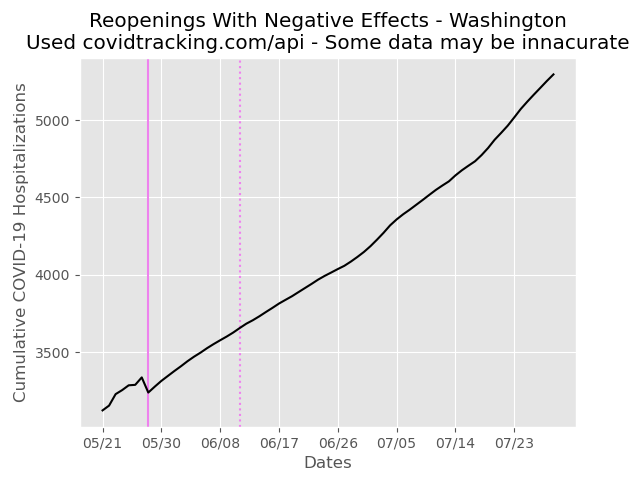 Reopenings With Negative Effects - Washington
Used covidtracking.com/api - Some data may be innacurate
Cumulative COVID-19 Hospitalizations
5000
4500
4000
3500
05/21 05/30 06/08 06/17 06/26 07/05 07/14 07/23
Dates